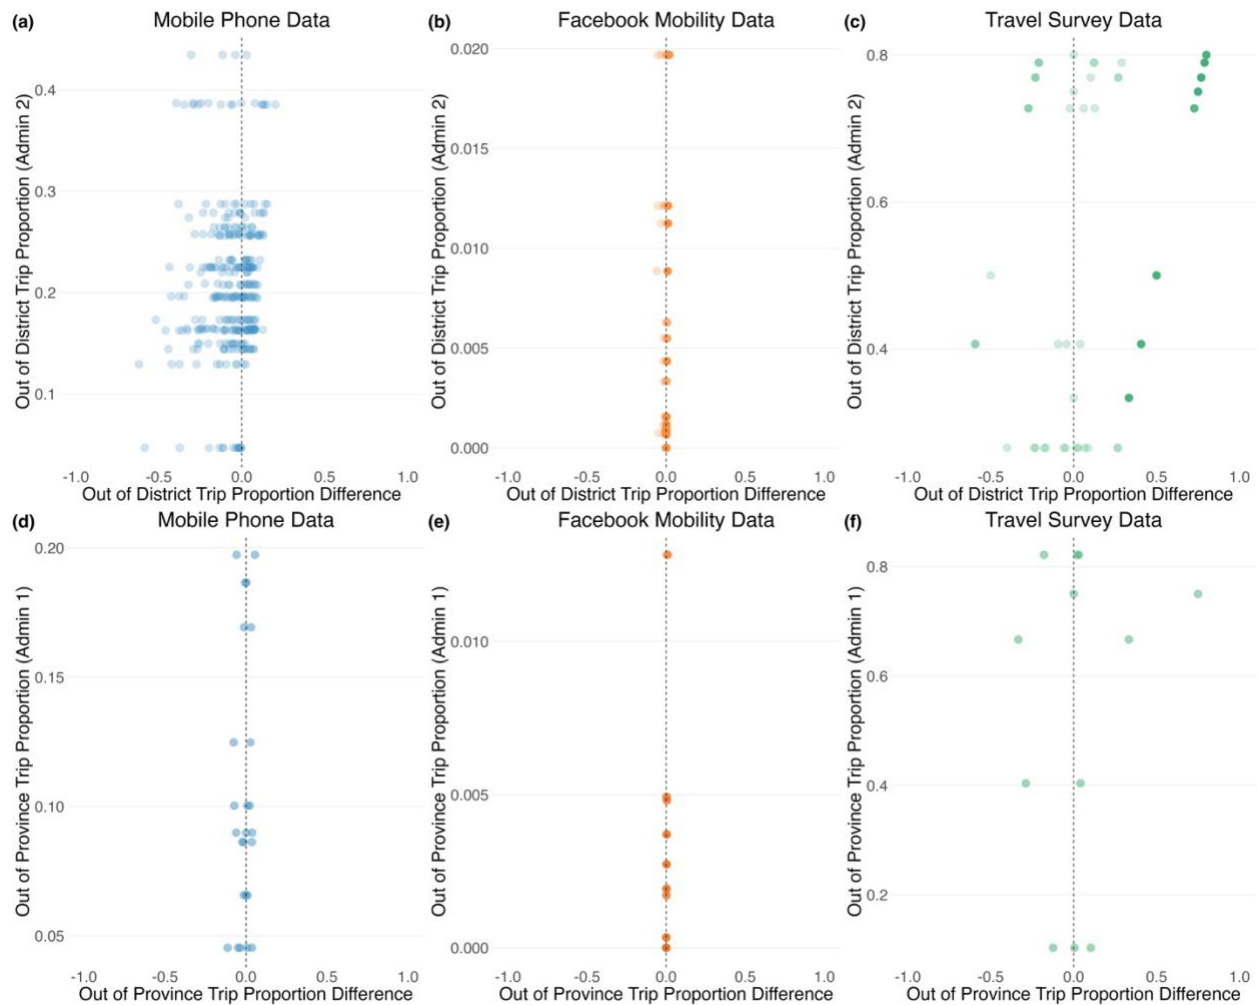 (a) Mobile Phone Data
Out of District Trip Proportion (Admin 2)
0.4
0.3
0.2
0.1
-1.0 -0.5 0.0 0.5 1.0
Out of District Trip Proportion Difference
(b) Facebook Mobility Data
Out of District Trip Proportion (Admin 2)
0.020
0.015
0.010
0.005
0.000
-1.0 -0.5 0.0 0.5 1.0
Out of District Trip Proportion Difference
(c) Travel Survey Data
Out of District Trip Proportion (Admin 2)
0.8
0.6
0.4
-1.0 -0.5 0.0 0.5 1.0
Out of District Trip Proportion Difference
(d) Mobile Phone Data
Out of Province Trip Proportion (Admin 1)
0.20
0.15
0.10
0.05
-1.0 -0.5 0.0 0.5 1.0
Out of Province Trip Proportion Difference
(e) Facebook Mobility Data
Out of Province Trip Proportion (Admin 1)
0.010
0.005
0.000
-1.0 -0.5 0.0 0.5 1.0
Out of Province Trip Proportion Difference
(f) Travel Survey Data
Out of Province Trip Proportion (Admin 1)
0.8
0.6
0.4
0.2
-1.0 -0.5 0.0 0.5 1.0
Out of Province Trip Proportion Difference